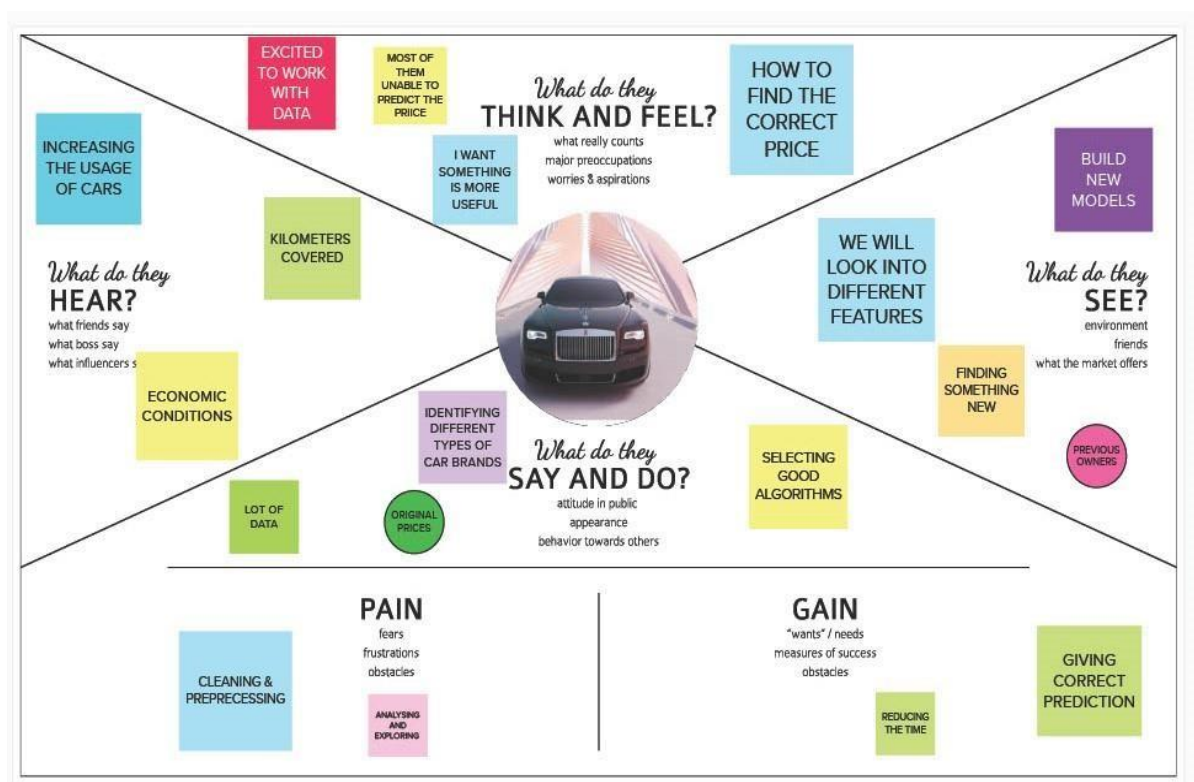 EXCITED
TO WORK
WITH
DATA
MOST OF
THEM
UNABLE TO
PREDICT THE
PRIICE
I WANT
SOMETHING
IS MORE
USEFUL
What do they
THINK AND FEEL?
what really counts
major preoccupations
worries & aspirations
HOW TO
FIND THE
CORRECT
PRICE
INCREASING
THE USAGE
OF CARS
KILOMETERS
COVERED
What do they
HEAR?
what friends say
what boss say
what influencers s
ECONOMIC
CONDITIONS
BUILD
NEW
MODELS
WE WILL
LOOK INTO
DIFFERENT
FEATURES
What do they
SEE?
environment
friends
what the market offers
FINDING
SOMETHING
NEW
PREVIOUS
OWNERS
IDENTIFYING
DIFFERENT
TYPES OF
CAR BRANDS
LOT OF
DATA
ORIGINAL
PRICES
What do they
SAY AND DO?
attitude in public
appearance
behavior towards others
SELECTING
GOOD
ALGORITHMS
PAIN
fears
frustrations
obstacles
CLEANING &
PREPRECESSING
ANALYSING
AND
EXPLORING
GAIN
"wants" / needs
measures of success
obstacles
REDUCING
THE TIME
GIVING
CORRECT
PREDICTION